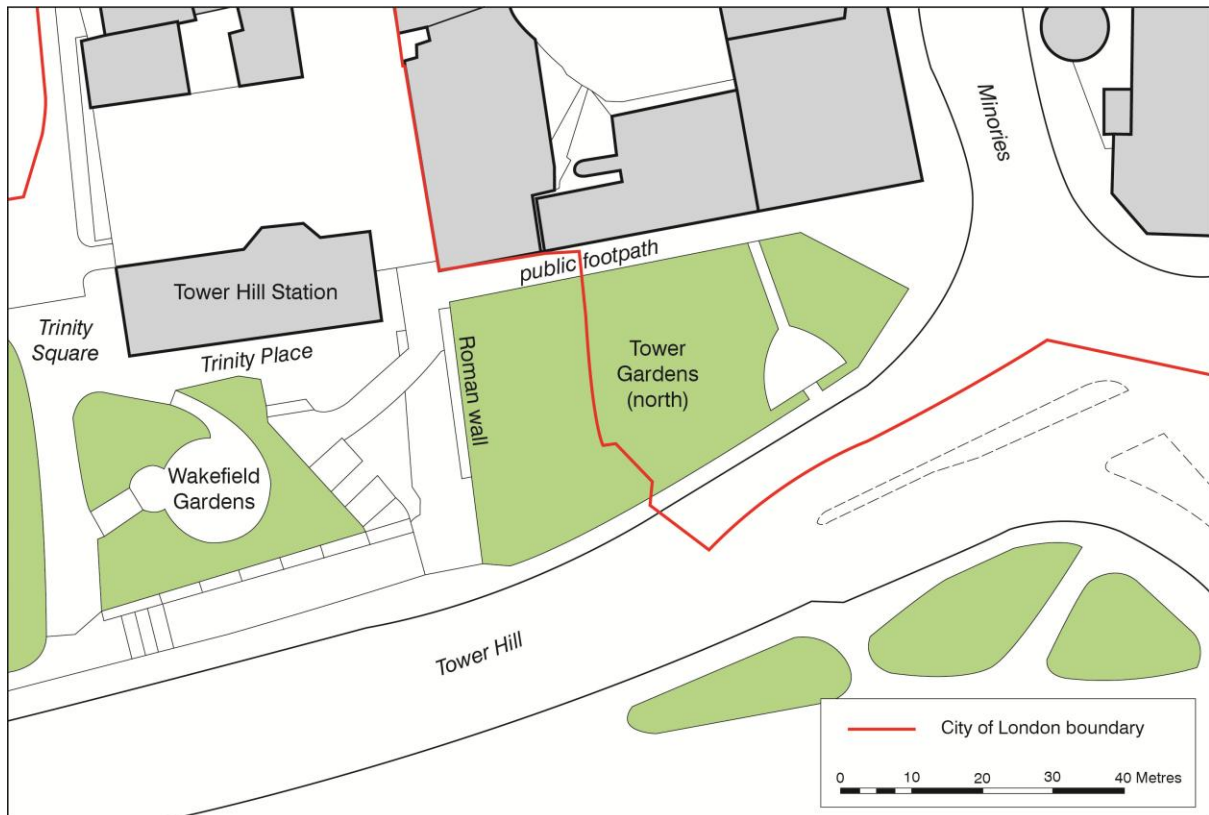 Minories
public footpath
Tower Hill Station
Trinity
Square
Trinity Place
Roman wall
Tower
Gardens
(north)
Wakefield
Gardens
Tower Hill
City of London boundary
0 10 20 30 40 Metres